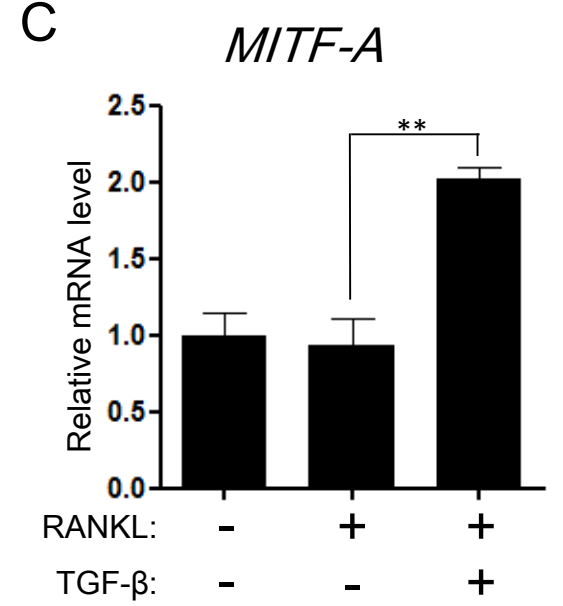 C
MITF-A
Relative mRNA level
2.5
**
2.0
1.5
1.0
0.5
0.0
RANKL: - + +
TGF-β: - - +